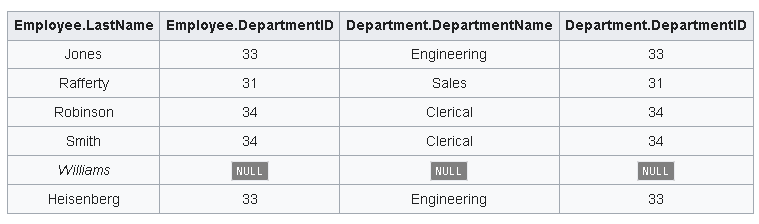 Employee.LastName Employee.DepartmentID Department.DepartmentName Department.DepartmentID
Jones 33 Engineering 33
Rafferty 31 Sales 31
Robinson 34 Clerical 34
Smith 34 Clerical 34
Williams NULL NULL NULL
Heisenberg 33 Engineering 33